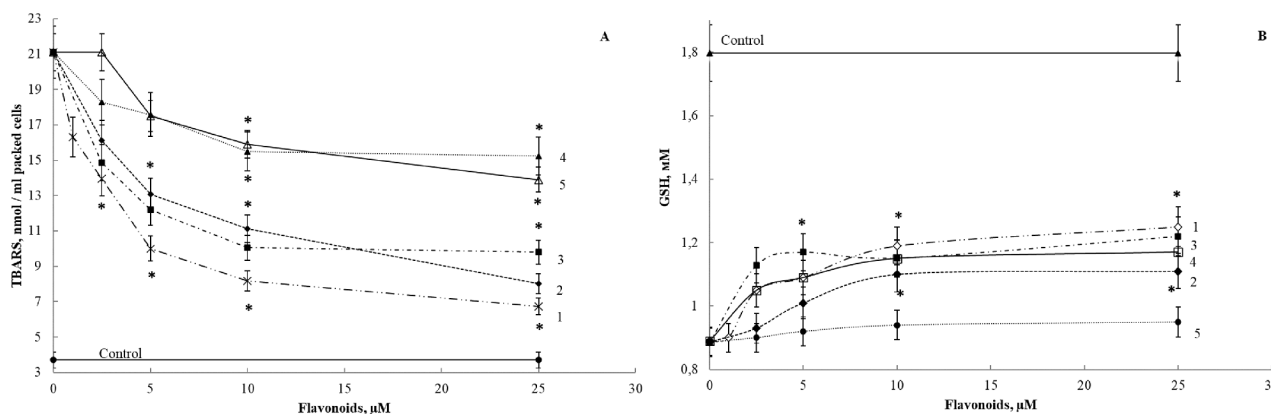 A
TBARS, nmol / ml packed cells
23
21
19
17
15
13
11
9
7
5
3
* * * * * * * * * * * *
4
5
3
2
1
Control
0 5 10 15 20 25 30
Flavonoids, µM
B
GSH, мМ
1,8
1,6
1,4
1,2
1
0,8
Control
* * * * *
1
3
4
2
5
0 5 10 15 20 25 3
Flavonoids, µM